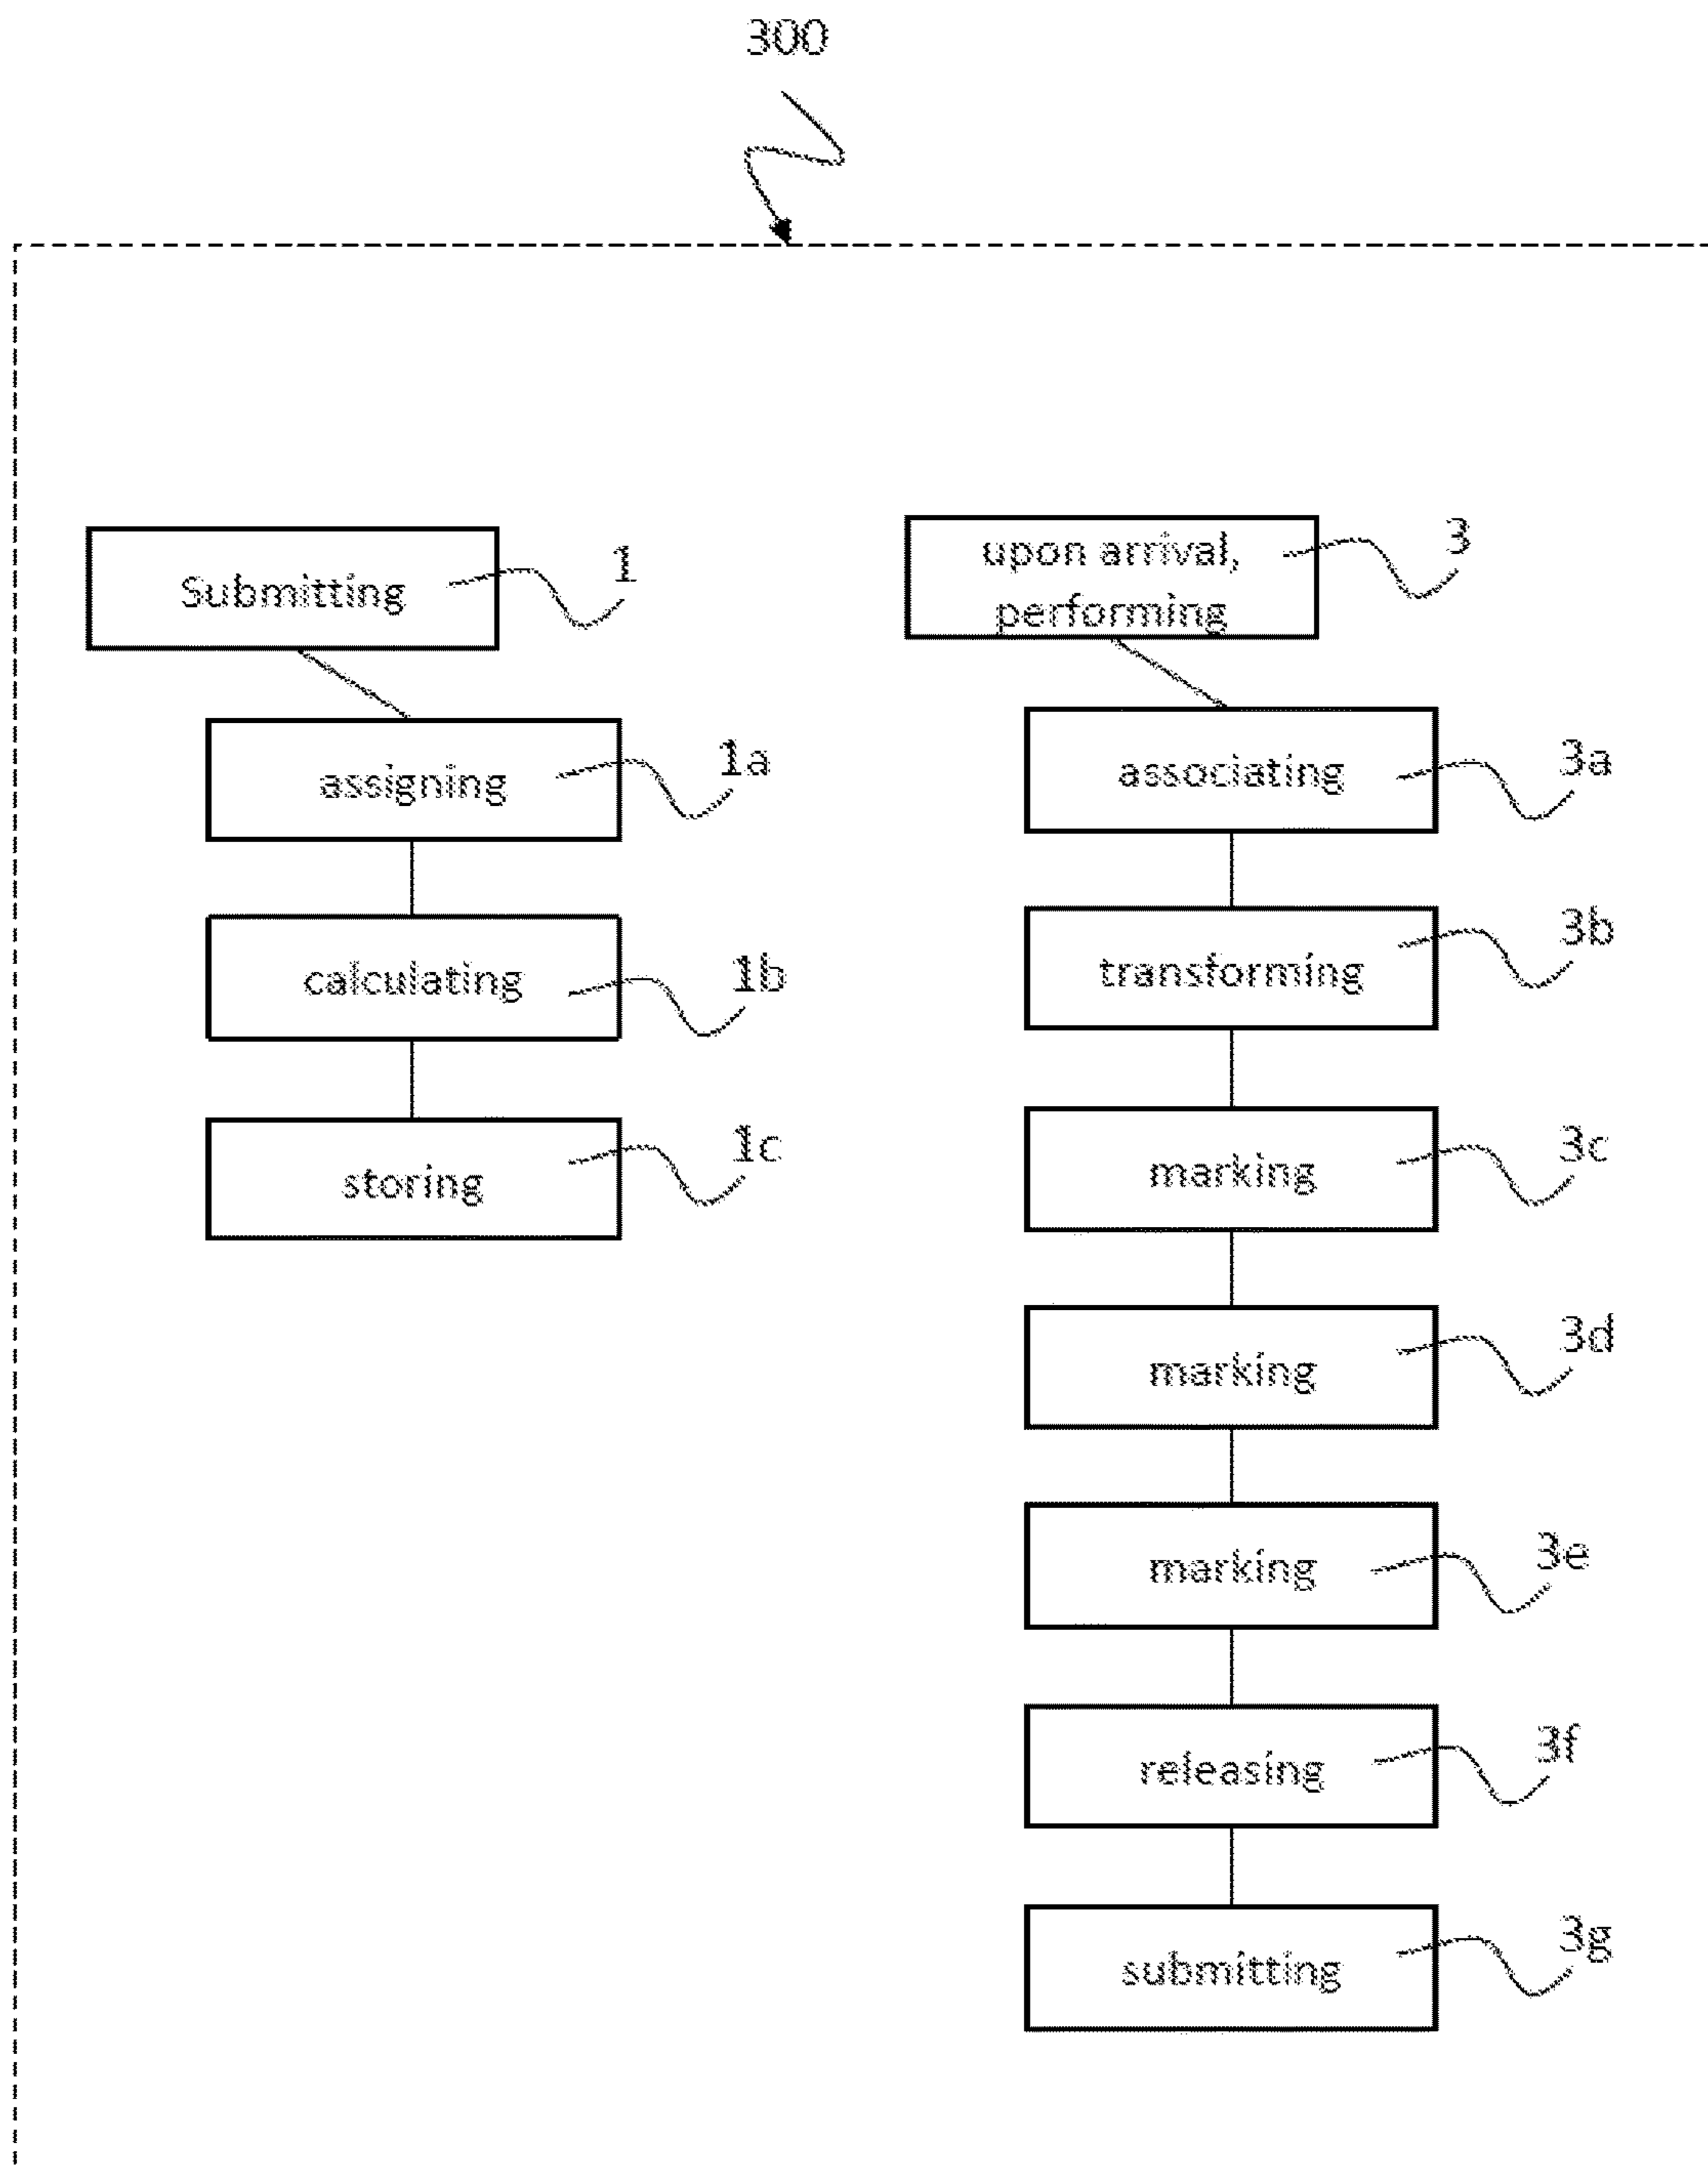 300
Submitting
1
assigning
1a
calculating
1b
storing
1c
upon arrival,
performing
3
associating
3a
transforming
3b
marking
3c
marking
3d
marking
3e
releasing
3f
submitting
3g